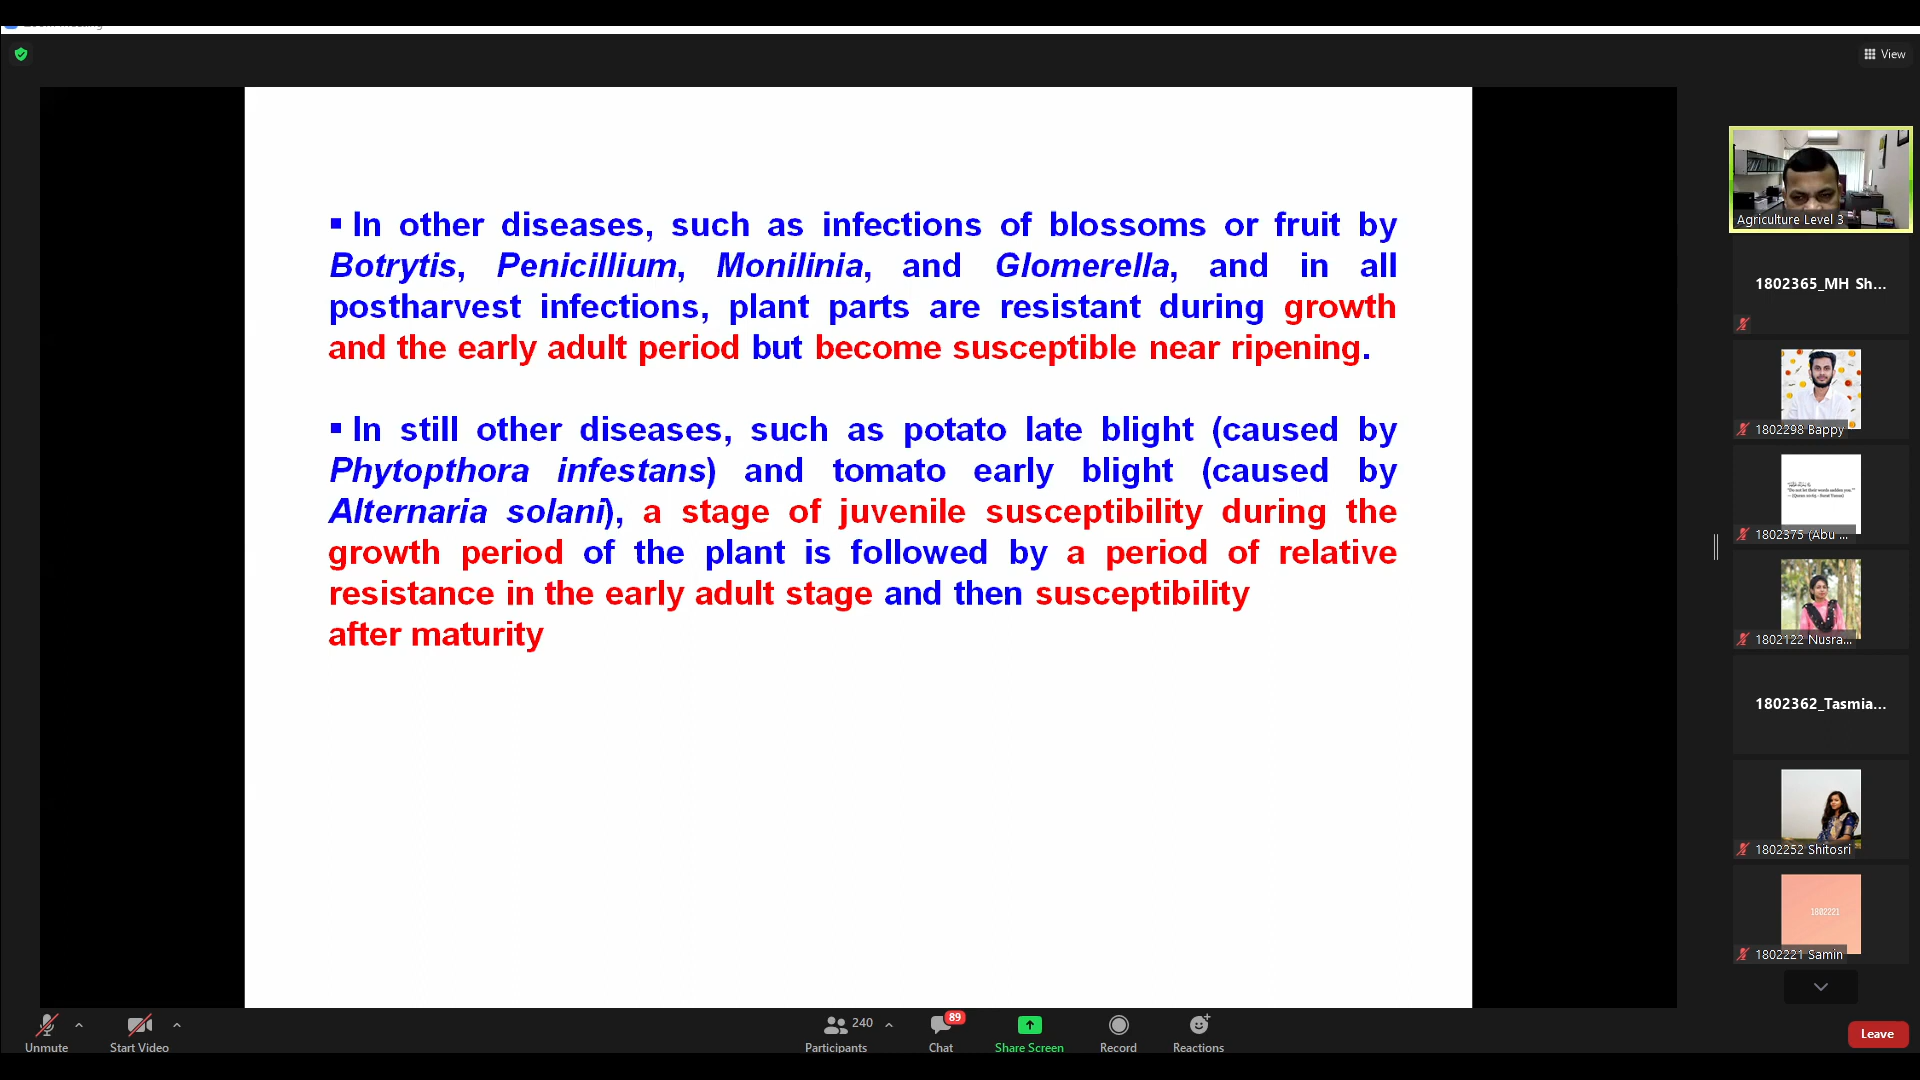 View
▪ In other diseases, such as infections of blossoms or fruit by
Botrytis, Penicillium, Monilinia, and Glomerella, and in all
postharvest infections, plant parts are resistant during growth
and the early adult period but become susceptible near ripening.
▪ In still other diseases, such as potato late blight (caused by
Phytopthora infestans) and tomato early blight (caused by
Alternaria solani), a stage of juvenile susceptibility during the
growth period of the plant is followed by a period of relative
resistance in the early adult stage and then susceptibility
after maturity
Agriculture Level 3
1802365_MH Sh...
1802298 Bappy
1802375 (Abu ...
1802122 Nusra...
1802362_Tasmia...
1802252 Shitosri
1882221
1802221 Samin
Unmute
Start Video
240
Participants
89
Chat
Share Screen
Record
Reactions
Leave